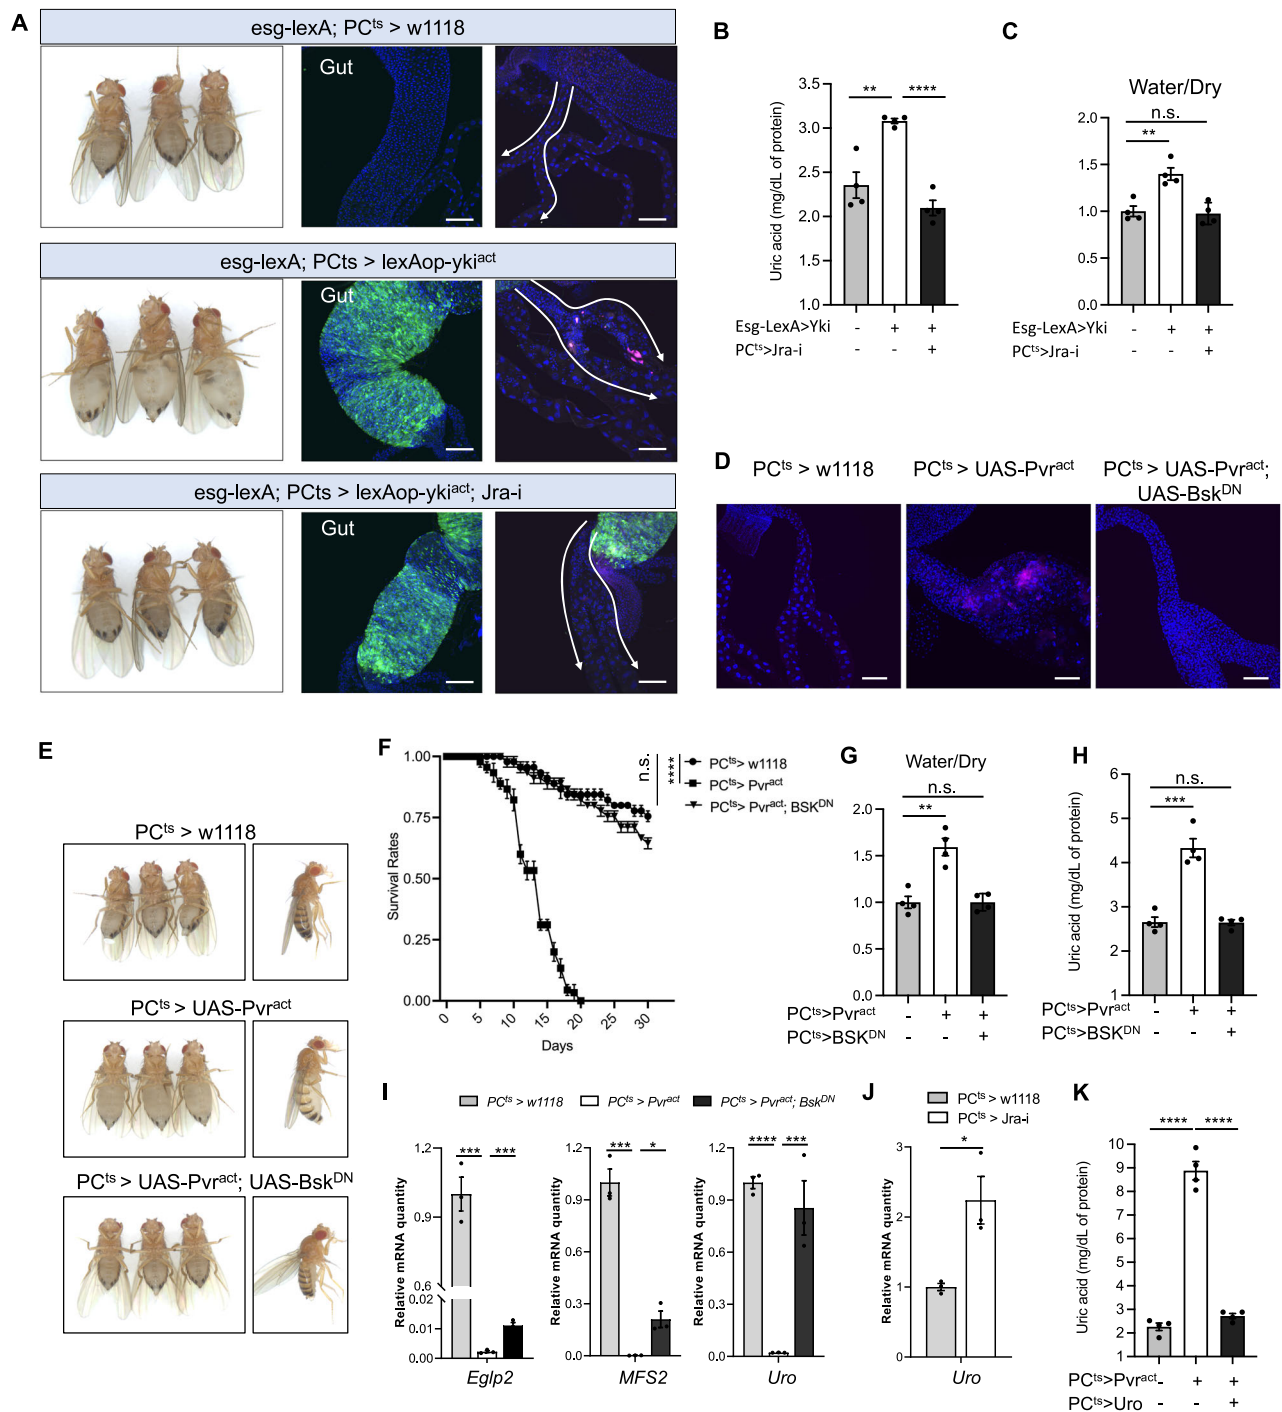 A
esg-lexA; PCts > w1118
Gut
esg-lexA; PCts > lexAop-ykiact
Gut
esg-lexA; PCts > lexAop-ykiact; Jra-i
Gut
B
Uric acid (mg/dL of protein)
3.5
3.0
2.5
2.0
1.5
1.0
** ****
Esg-LexA>Yki - + +
PCts>Jra-i - - +
C
Water/Dry
2.0
1.5
1.0
0.5
0.0
n.s.
**
Esg-LexA>Yki - + +
PCts>Jra-i - - +
D
PCts > w1118
PCts > UAS-Pvract
PCts > UAS-Pvract;
UAS-BskDN
E
PCts > w1118
PCts > UAS-Pvract
PCts > UAS-Pvract; UAS-BskDN
F
Survival Rates
1.00
0.75
0.50
0.25
0.00
0 5 10 15 20 25 30
Days
n.s.
****
PCts> w1118
PCts> Pvract
PCts> Pvract; BSKDN
G
Water/Dry
2.0
1.5
1.0
0.5
0.0
n.s.
**
PCts>Pvract - + +
PCts>BSKDN - - +
H
Uric acid (mg/dL of protein)
6
5
4
3
2
1
n.s.
***
PCts>Pvract - + +
PCts>BSKDN - - +
I
PCts > w1118 PCts > Pvract PCts > Pvract; BskDN
Relative mRNA quantity
1.2
0.9
0.6
0.02
0.01
0.00
*** ***
Eglp2
Relative mRNA quantity
1.2
0.9
0.6
0.3
0.0
*** *
MFS2
Relative mRNA quantity
1.2
0.9
0.6
0.3
0.0
**** ***
Uro
J
PCts > w1118
PCts > Jra-i
Relative mRNA quantity
3
2
1
0
*
Uro
K
Uric acid (mg/dL of protein)
10
9
8
7
6
5
4
3
2
1
**** ****
PCts>Pvract - + +
PCts>Uro - - +